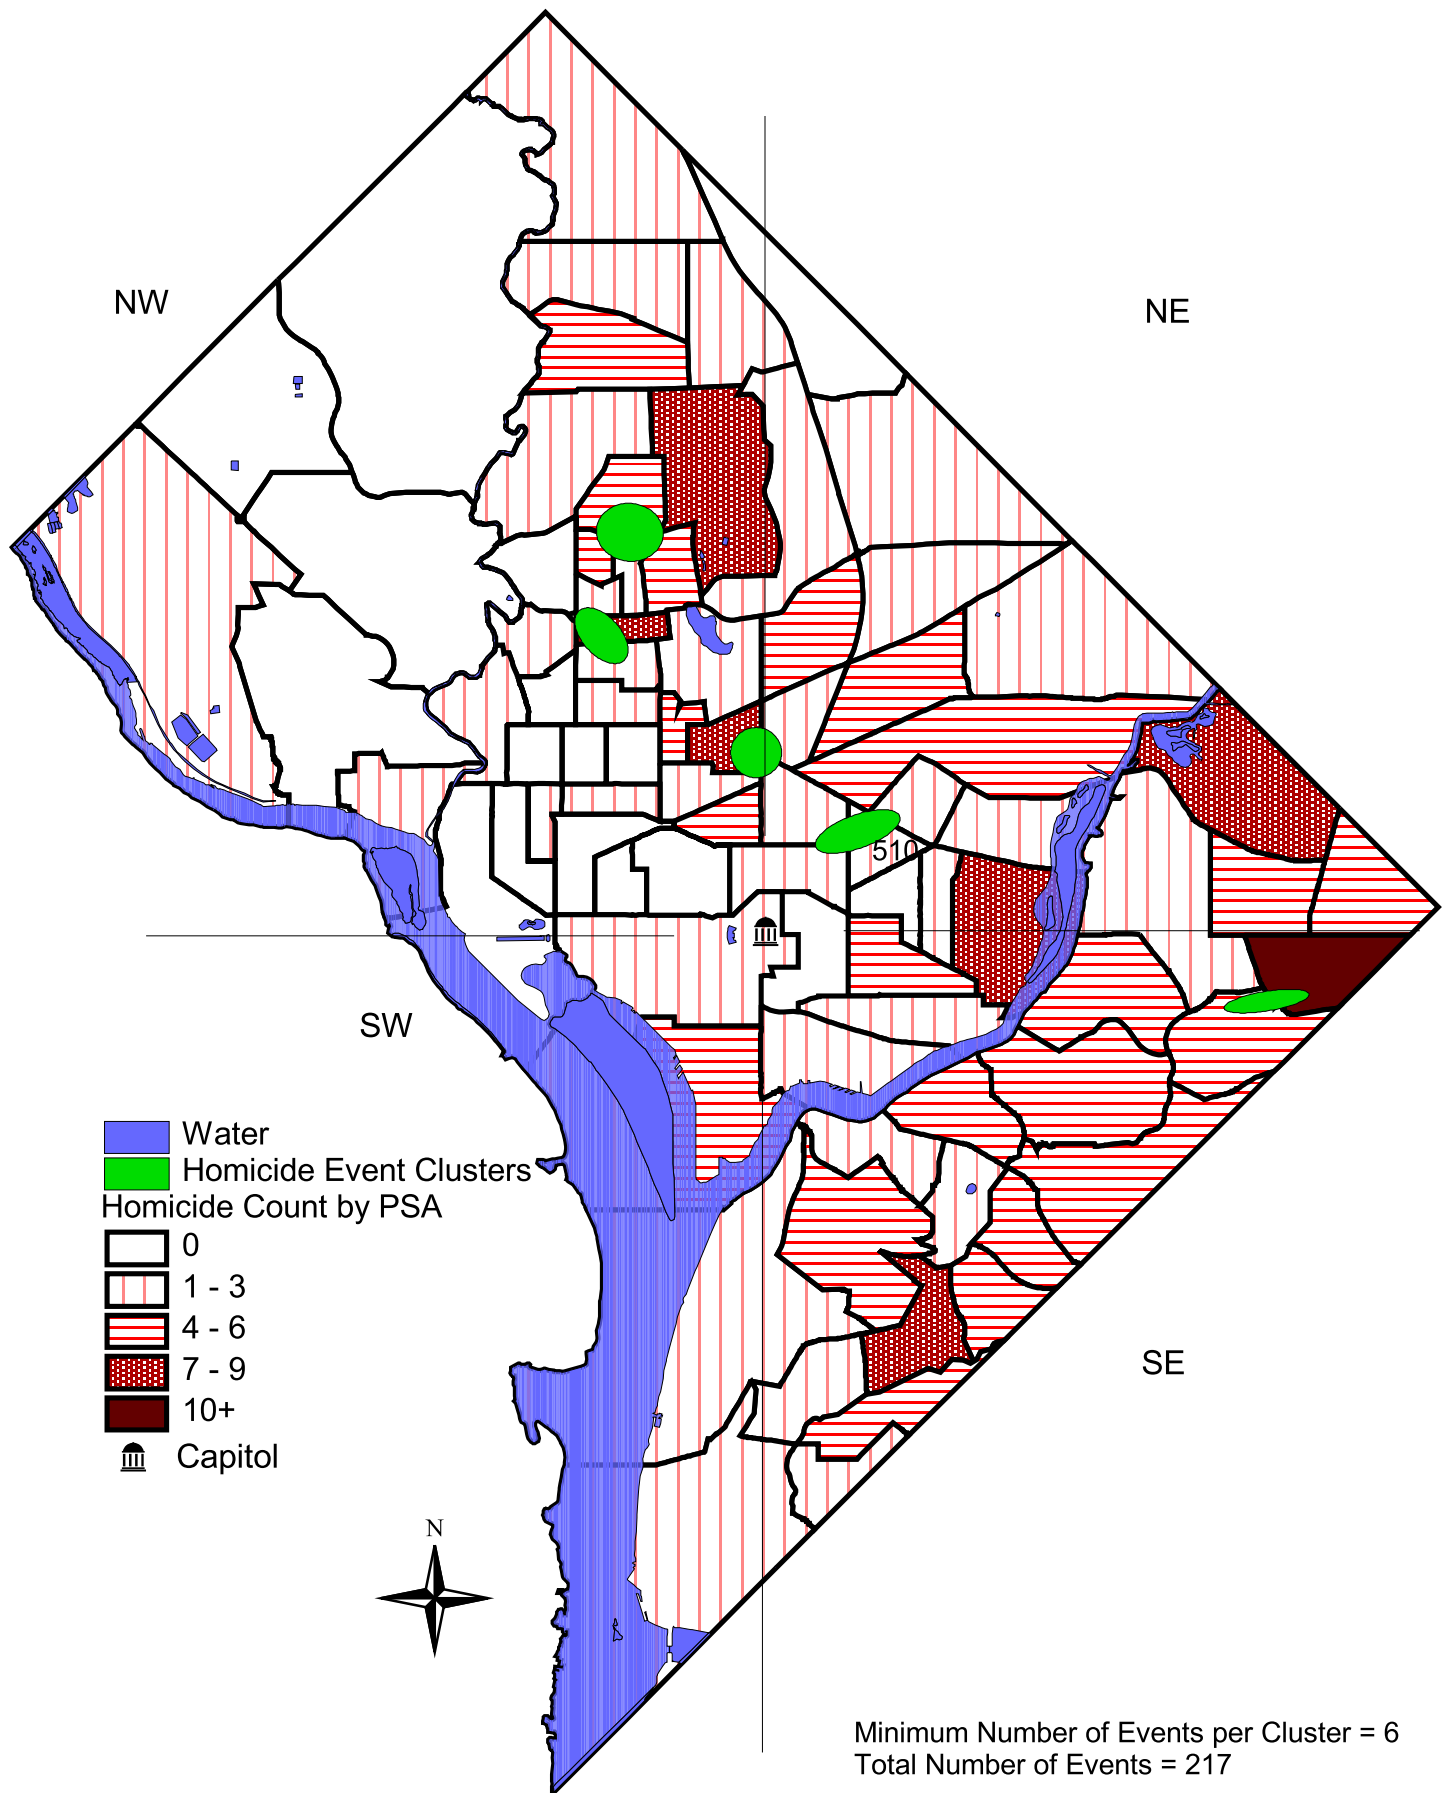 NW
NE
510
SW
Water
Homicide Event Clusters
Homicide Count by PSA
0
1 - 3
4 - 6
7 - 9
10+
Capitol
SE
N
Minimum Number of Events per Cluster = 6
Total Number of Events = 217